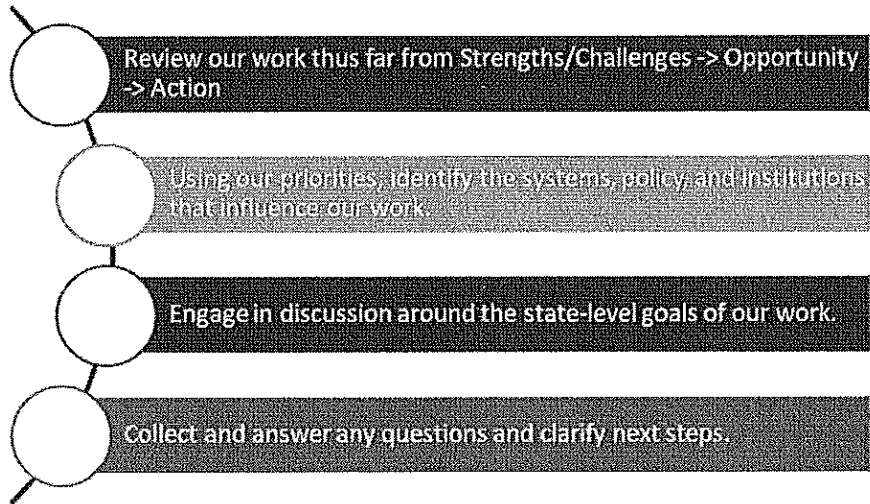 Review our work thus far from Strengths/Challenges -> Opportunity
-> Action
Using our priorities, identify the systems, policy, and institutions
that influence our work.
Engage in discussion around the state-level goals of our work.
Collect and answer any questions and clarify next steps.